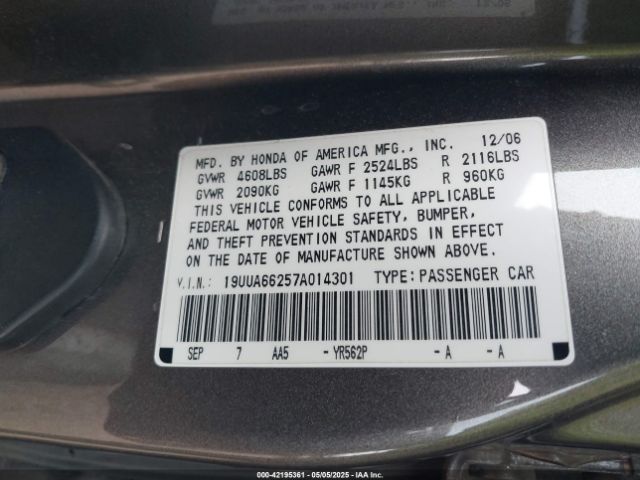 MFD. BY HONDA OF AMERICA MFG., INC. 12/06
GVWR 4608LBS GAWR F 2524LBS R 2116LBS
GVWR 2090KG GAWR F 1145KG R 960KG
THIS VEHICLE CONFORMS TO ALL APPLICABLE
FEDERAL MOTOR VEHICLE SAFETY, BUMPER,
AND THEFT PREVENTION STANDARDS IN EFFECT
ON THE DATE OF MANUFACTURE SHOWN ABOVE.
V.I.N.: 19UUA66257A014301 TYPE: PASSENGER CAR
SEP 7 AA5 -YR562P -A -A
00-42195361 - 05/05/2025 - IAA Inc.